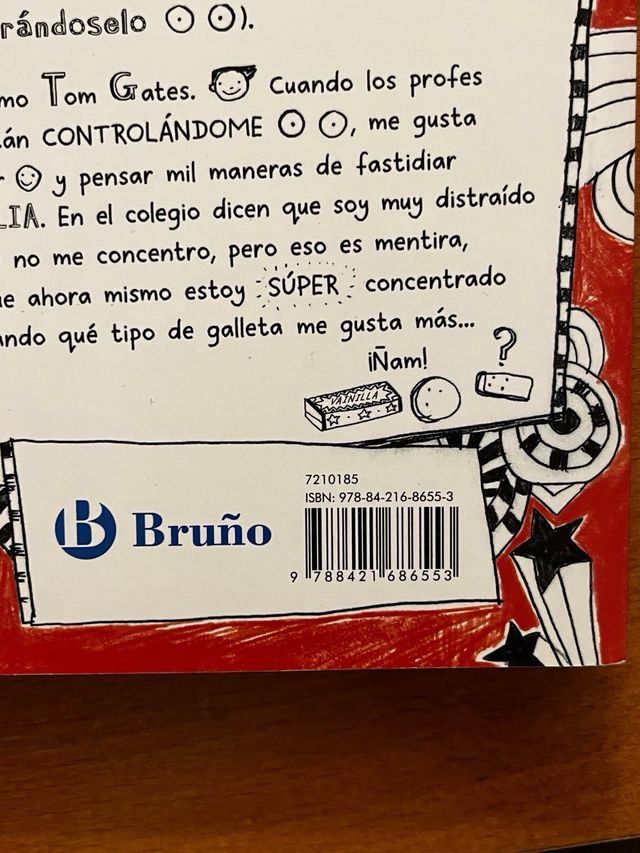 rándoselo).
mo Tom Gates. Cuando los profes
án CONTROLÁNDOME, me gusta
r y pensar mil maneras de fastidiar
LIA. En el colegio dicen que soy muy distraído
no me concentro, pero eso es mentira,
ue ahora mismo estoy SÚPER concentrado
ando qué tipo de galleta me gusta más...
¡Ñam!
?
VAINILLA
7210185
ISBN: 978-84-216-8655-3
B Bruño
9 788421 686553